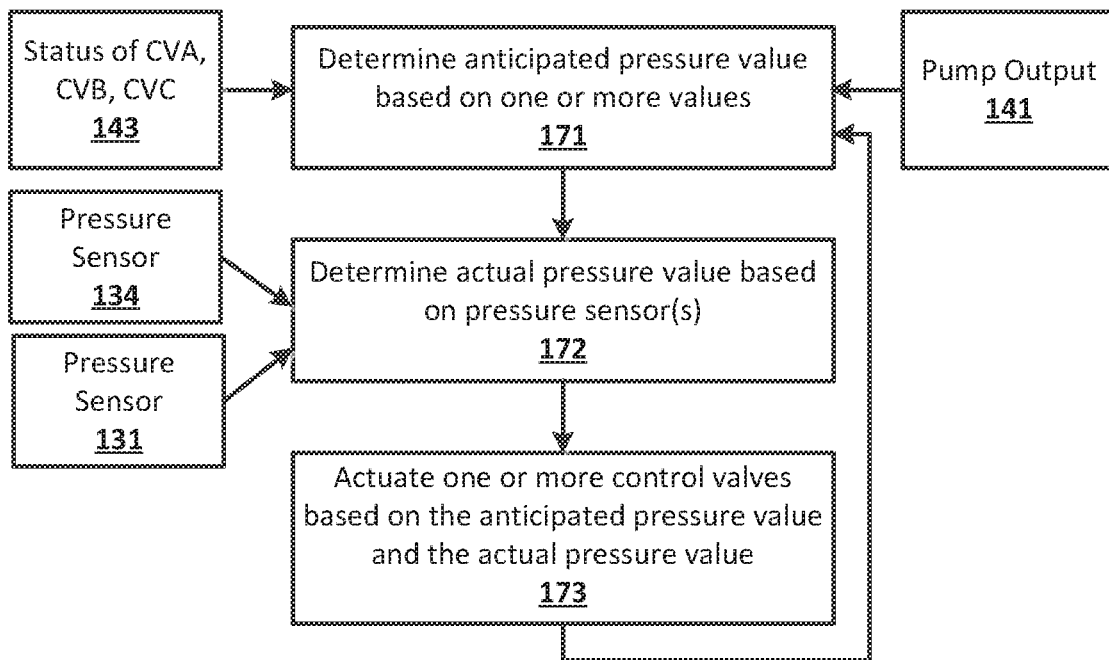 Status of CVA,
CVB, CVC
143
Determine anticipated pressure value
based on one or more values
171
Pump Output
141
Pressure
Sensor
134
Determine actual pressure value based
on pressure sensor(s)
172
Pressure
Sensor
131
Actuate one or more control valves
based on the anticipated pressure value
and the actual pressure value
173